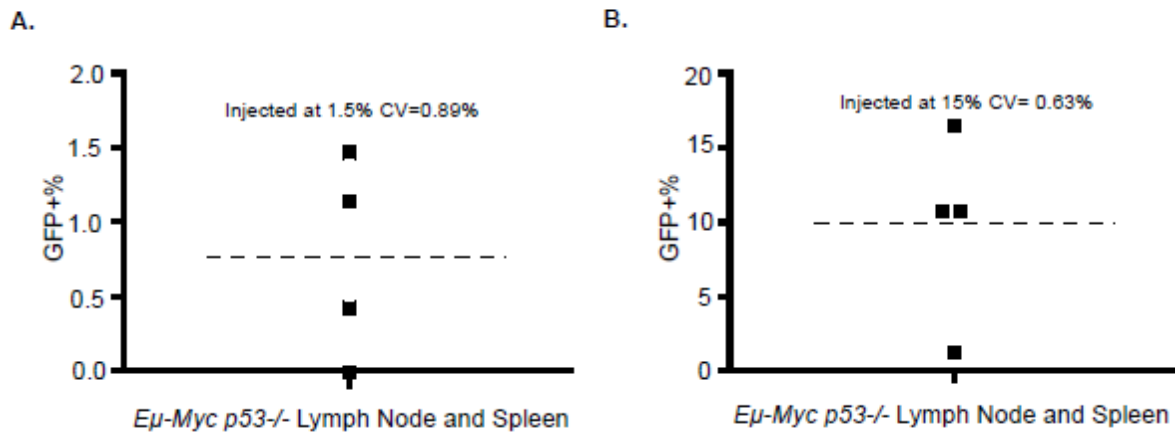 A.
2.0
1.5
1.0
0.5
0.0
GFP+%
Injected at 1.5% CV=0.89%
Eμ-Myc p53-/- Lymph Node and Spleen
B.
20
15
10
5
0
GFP+%
Injected at 15% CV= 0.63%
Eμ-Myc p53-/- Lymph Node and Spleen